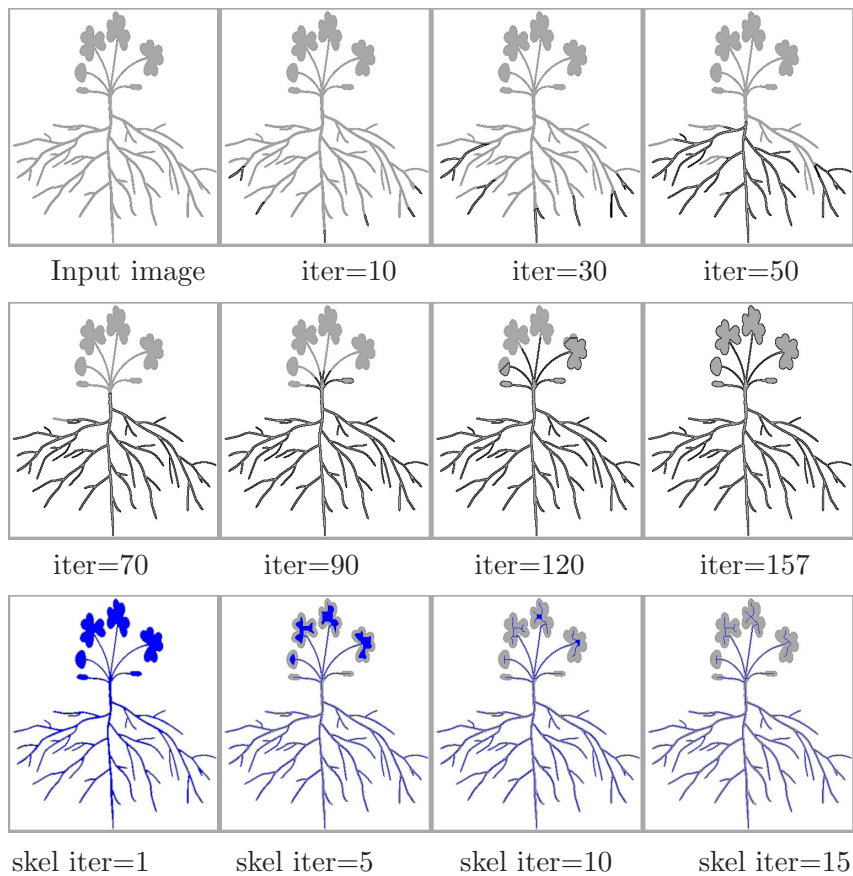 Input image iter=10 iter=30 iter=50
iter=70 iter=90 iter=120 iter=157
skel iter=1 skel iter=5 skel iter=10 skel iter=15